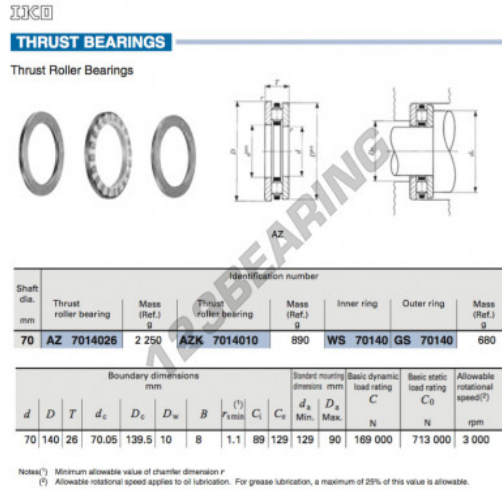 IKO
THRUST BEARINGS
Thrust Roller Bearings
T
r
D
d
AZ
123BEARING
Identification number
Shaft dia. mm | Thrust roller bearing | Mass (Ref.) g | Thrust roller bearing | Mass (Ref.) g | Inner ring | Outer ring | Mass (Ref.) g
70 AZ 7014026 2 250 AZK 7014010 890 WS 70140 GS 70140 680
Boundary dimensions mm | Standard mounting dimensions mm | Basic dynamic load rating C N | Basic static load rating C₀ N | Allowable rotational speed(²) rpm
d D T dc Dc Dw B rs min(¹) Ci Ce da Min. Da Max.
70 140 26 70.05 139.5 10 8 1.1 89 129 129 90 169 000 713 000 3 000
Notes(¹) Minimum allowable value of chamfer dimension r
(²) Allowable rotational speed applies to oil lubrication. For grease lubrication, a maximum of 25% of this value is allowable.